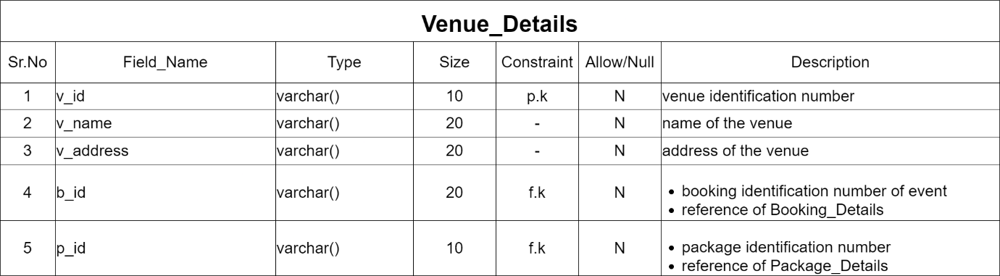 Venue_Details
Sr.No Field_Name Type Size Constraint Allow/Null Description
1 v_id varchar() 10 p.k N venue identification number
2 v_name varchar() 20 - N name of the venue
3 v_address varchar() 20 - N address of the venue
4 b_id varchar() 20 f.k N • booking identification number of event
• reference of Booking_Details
5 p_id varchar() 10 f.k N • package identification number
• reference of Package_Details